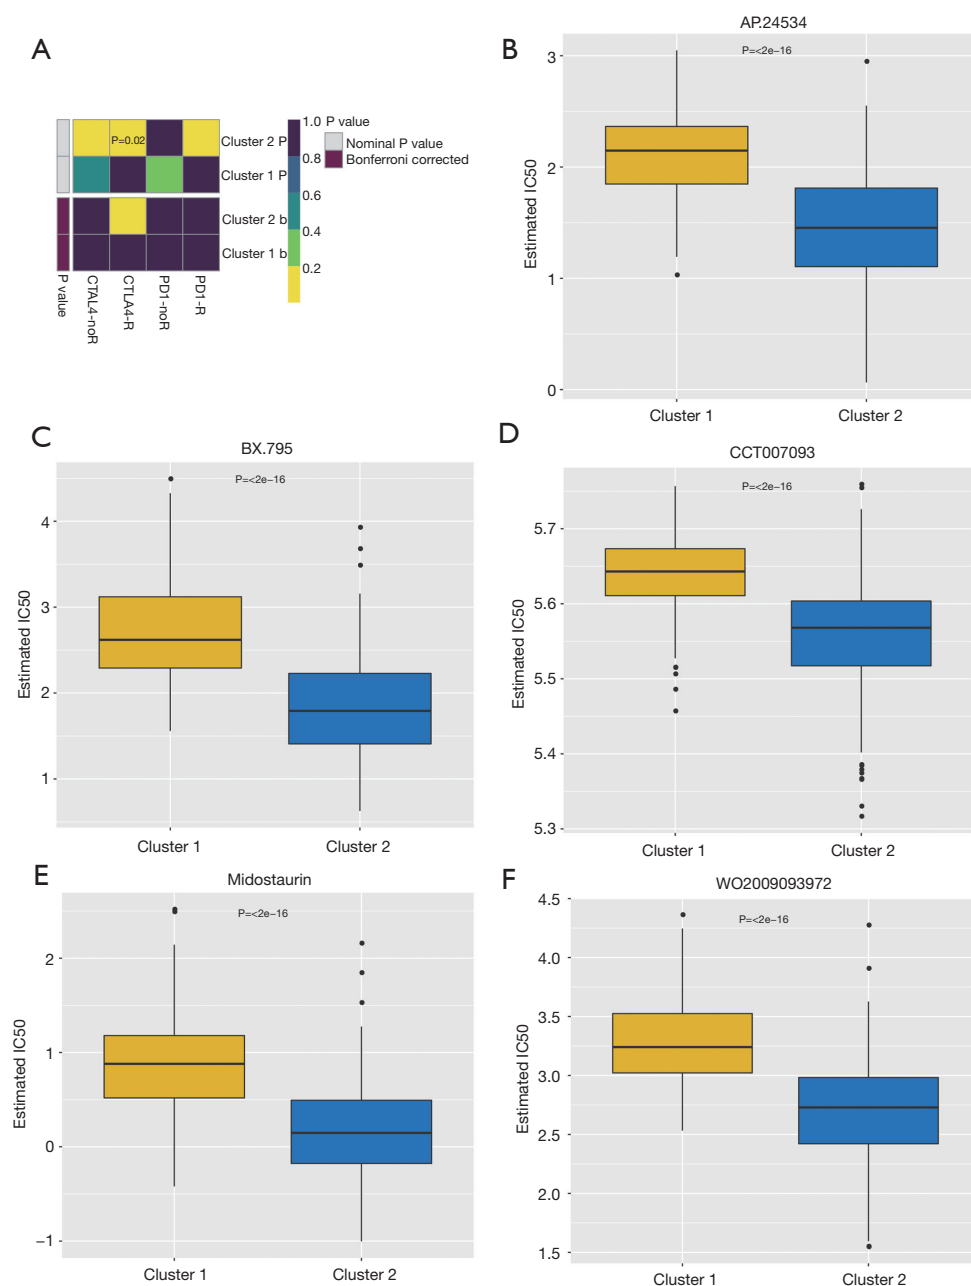 A
P=0.02
Cluster 2 P
Cluster 1 P
Cluster 2 b
Cluster 1 b
P value
CTAL4-noR
CTLA4-R
PD1-noR
PD1-R
1.0
0.8
0.6
0.4
0.2
P value
Nominal P value
Bonferroni corrected
B
AP.24534
P=<2e-16
Estimated IC50
3
2
1
0
Cluster 1
Cluster 2
C
BX.795
P=<2e-16
Estimated IC50
4
3
2
1
Cluster 1
Cluster 2
D
CCT007093
P=<2e-16
Estimated IC50
5.7
5.6
5.5
5.4
5.3
Cluster 1
Cluster 2
E
Midostaurin
P=<2e-16
Estimated IC50
2
1
0
−1
Cluster 1
Cluster 2
F
WO2009093972
P=<2e-16
Estimated IC50
4.5
4.0
3.5
3.0
2.5
2.0
1.5
Cluster 1
Cluster 2